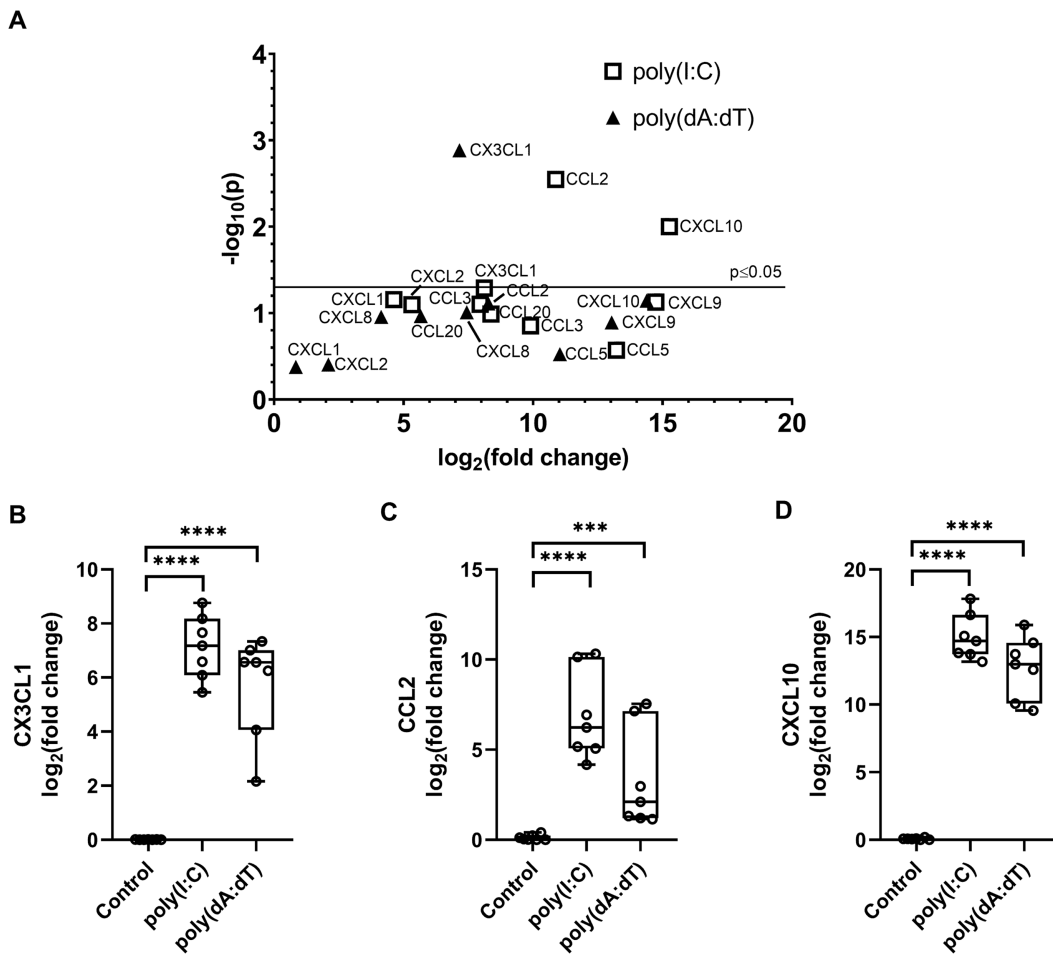 A
4
3
2
1
0
-log10(p)
poly(I:C)
poly(dA:dT)
CX3CL1
CCL2
CXCL10
p≤0.05
CXCL2
CX3CL1
CXCL1
CCL3
CCL2
CXCL10
CXCL9
CXCL8
CCL20
CCL20
CXCL9
CXCL8
CCL3
CCL5
CCL5
CXCL1
CXCL2
0 5 10 15 20
log2(fold change)
B
****
****
10
8
6
4
2
0
CX3CL1
log2(fold change)
Control
poly(I:C)
poly(dA:dT)
C
***
****
15
10
5
0
CCL2
log2(fold change)
Control
poly(I:C)
poly(dA:dT)
D
****
****
20
15
10
5
0
CXCL10
log2(fold change)
Control
poly(I:C)
poly(dA:dT)